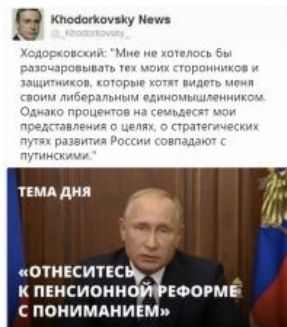 Khodorkovsky News
@_Khodorkovsky_
Ходорковский: "Мне не хотелось бы
разочаровывать тех моих сторонников и
защитников, которые хотят видеть меня
своим либеральным единомышленником.
Однако процентов на семьдесят мои
представления о целях, о стратегических
путях развития России совпадают с
путинскими."
ТЕМА ДНЯ
«ОТНЕСИТЕСЬ
К ПЕНСИОННОЙ РЕФОРМЕ
С ПОНИМАНИЕМ»